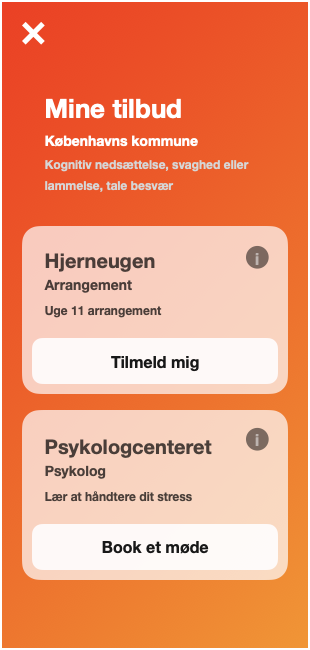 Mine tilbud
Københavns kommune
Kognitiv nedsættelse, svaghed eller
lammelse, tale besvær
Hjerneugen
Arrangement
Uge 11 arrangement
Tilmeld mig
Psykologcenteret
Psykolog
Lær at håndtere dit stress
Book et møde